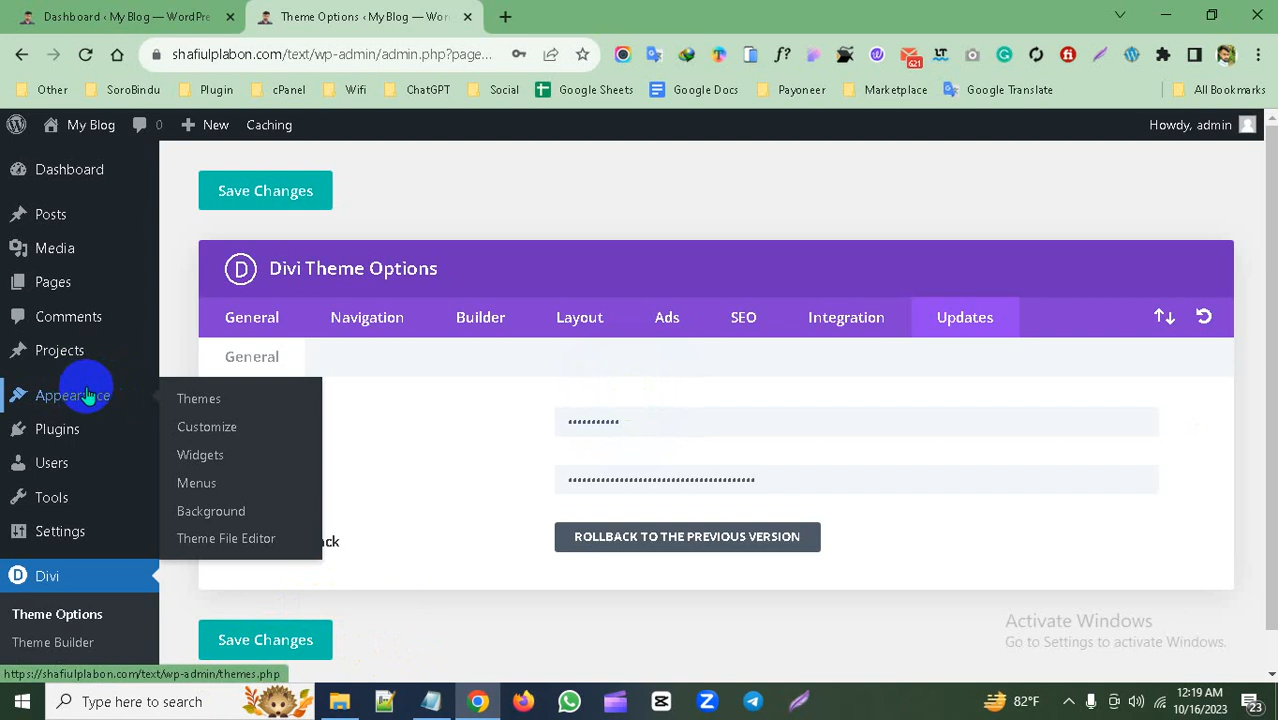 Dashboard ‹ My Blog — WordPre
Theme Options ‹ My Blog — Wor
shafiulplabon.com/text/wp-admin/admin.php?page...
621
Other
SoroBindu
Plugin
cPanel
Wifi
ChatGPT
Social
Google Sheets
Google Docs
Payoneer
Marketplace
Google Translate
All Bookmarks
My Blog
0
New
Caching
Howdy, admin
Dashboard
Posts
Media
Pages
Comments
Projects
Appearance
Plugins
Users
Tools
Settings
Divi
Theme Options
Theme Builder
Themes
Customize
Widgets
Menus
Background
Theme File Editor
Save Changes
Divi Theme Options
General
Navigation
Builder
Layout
Ads
SEO
Integration
Updates
General
••••••••••
ack
ROLLBACK TO THE PREVIOUS VERSION
Save Changes
Activate Windows
Go to Settings to activate Windows.
https://shafiulplabon.com/text/wp-admin/themes.php
Type here to search
82°F
12:19 AM
10/16/2023
23